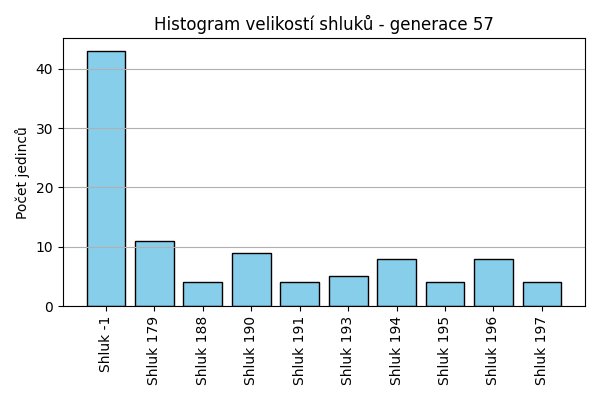 Histogram velikostí shluků - generace 57
Počet jedinců
40
30
20
10
0
Shluk -1
Shluk 179
Shluk 188
Shluk 190
Shluk 191
Shluk 193
Shluk 194
Shluk 195
Shluk 196
Shluk 197